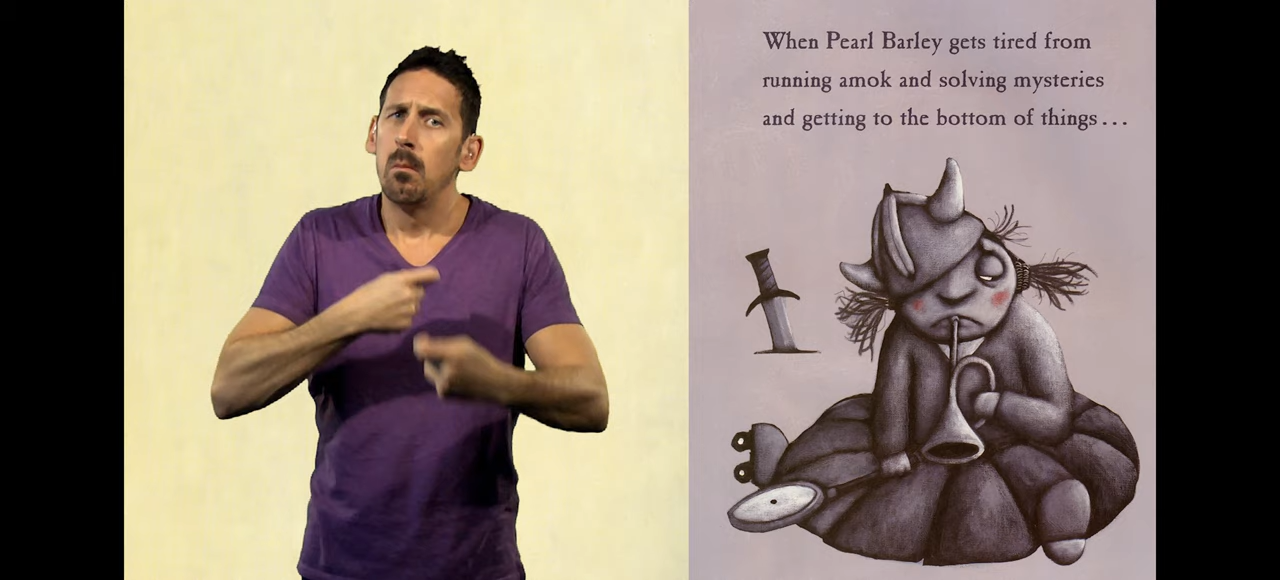 When Pearl Barley gets tired from
running amok and solving mysteries
and getting to the bottom of things...